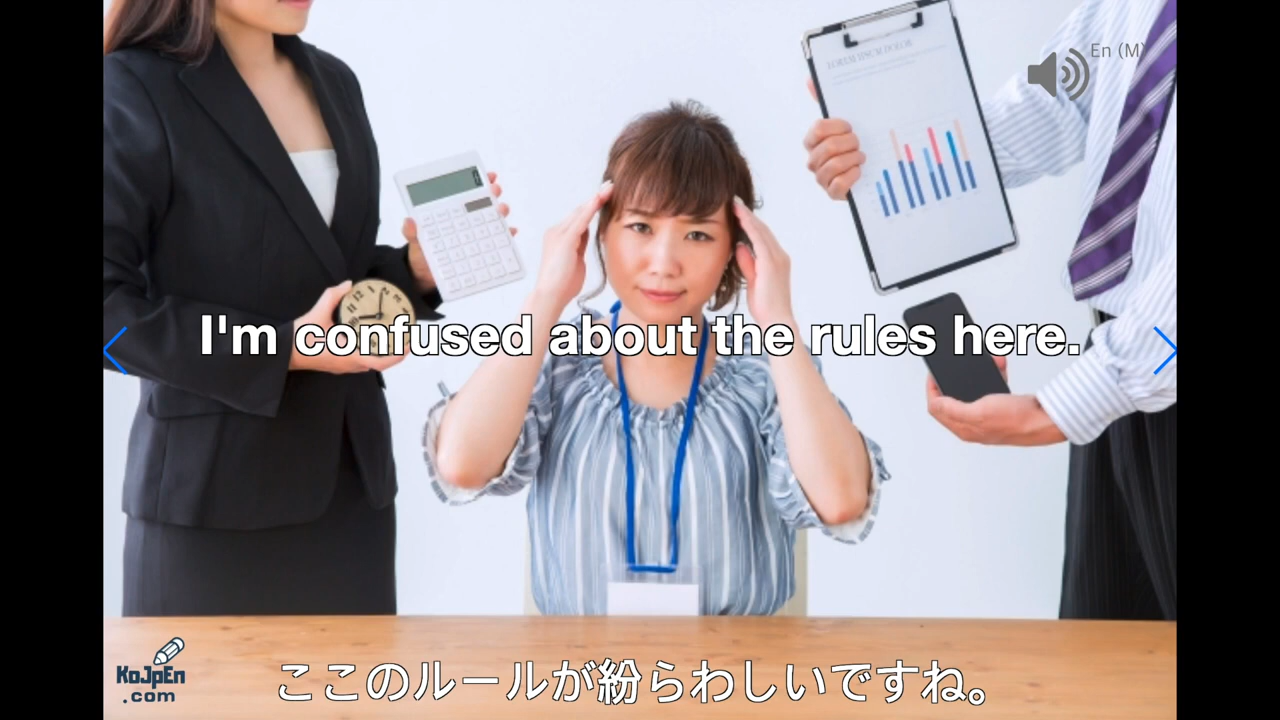 En (M)
I'm confused about the rules here.
ここのルールが紛らわしいですね。
KoJpEn
.com